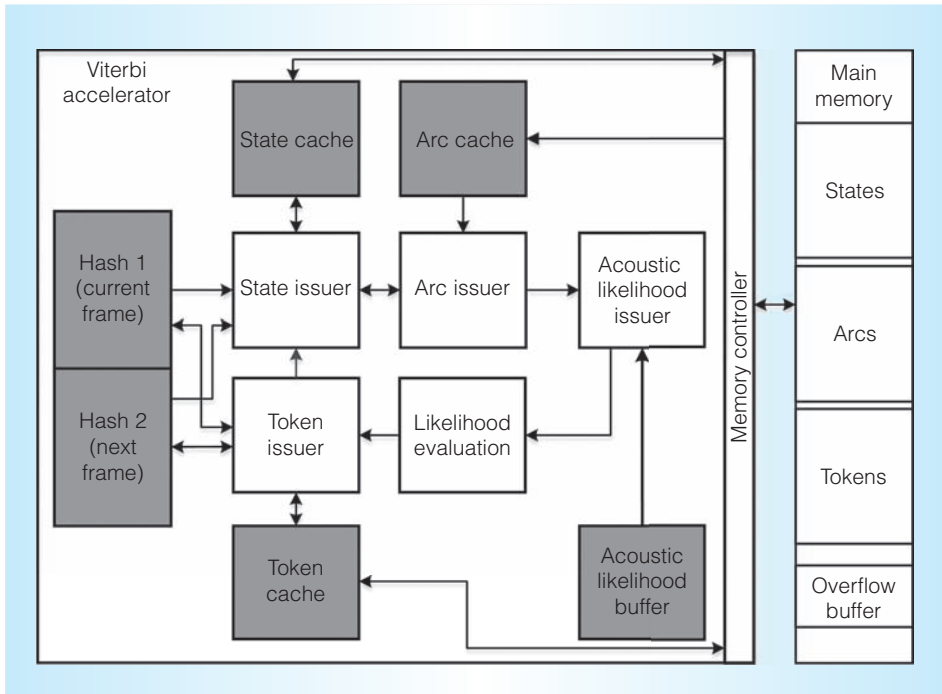 Viterbi
accelerator
State cache
Arc cache
Hash 1
(current
frame)
Hash 2
(next
frame)
State issuer
Arc issuer
Acoustic
likelihood
issuer
Token
issuer
Likelihood
evaluation
Token
cache
Acoustic
likelihood
buffer
Memory controller
Main
memory
States
Arcs
Tokens
Overflow
buffer